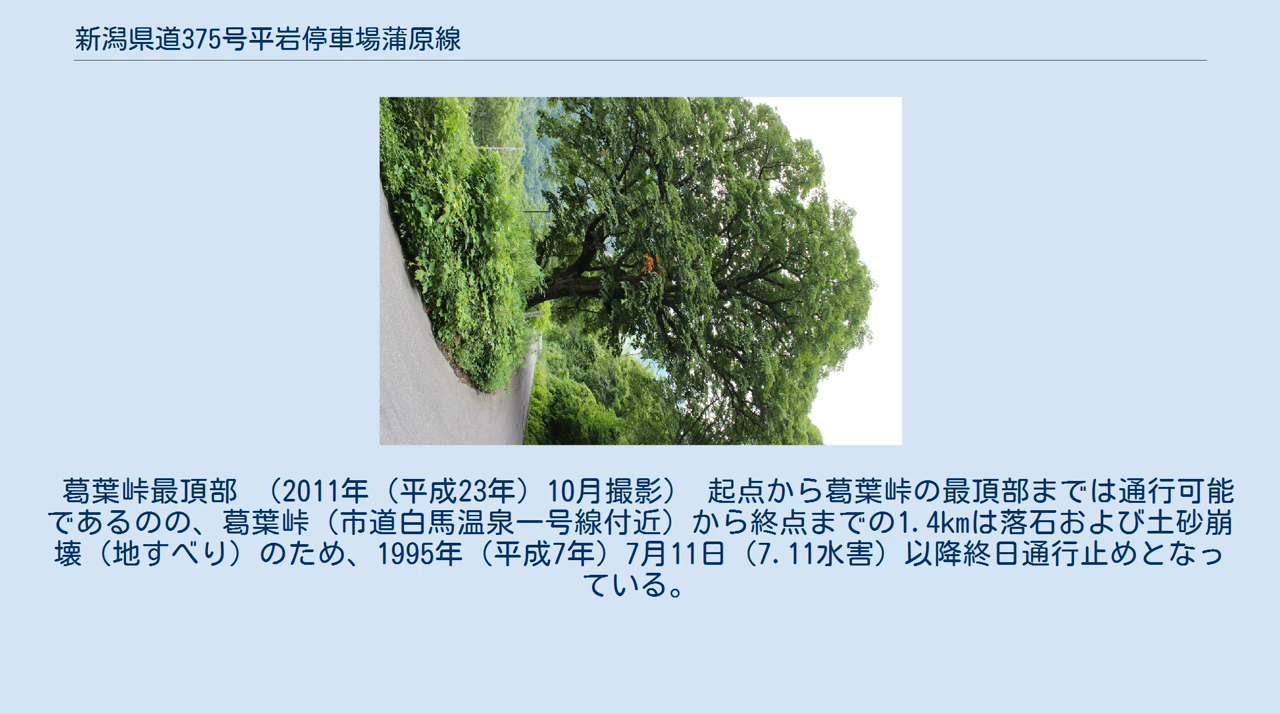 新潟県道375号平岩停車場蒲原線
葛葉峠最頂部 （2011年（平成23年）10月撮影） 起点から葛葉峠の最頂部までは通行可能
であるのの、葛葉峠（市道白馬温泉一号線付近）から終点までの1.4kmは落石および土砂崩
壊（地すべり）のため、1995年（平成7年）7月11日（7.11水害）以降終日通行止めとなっ
ている。